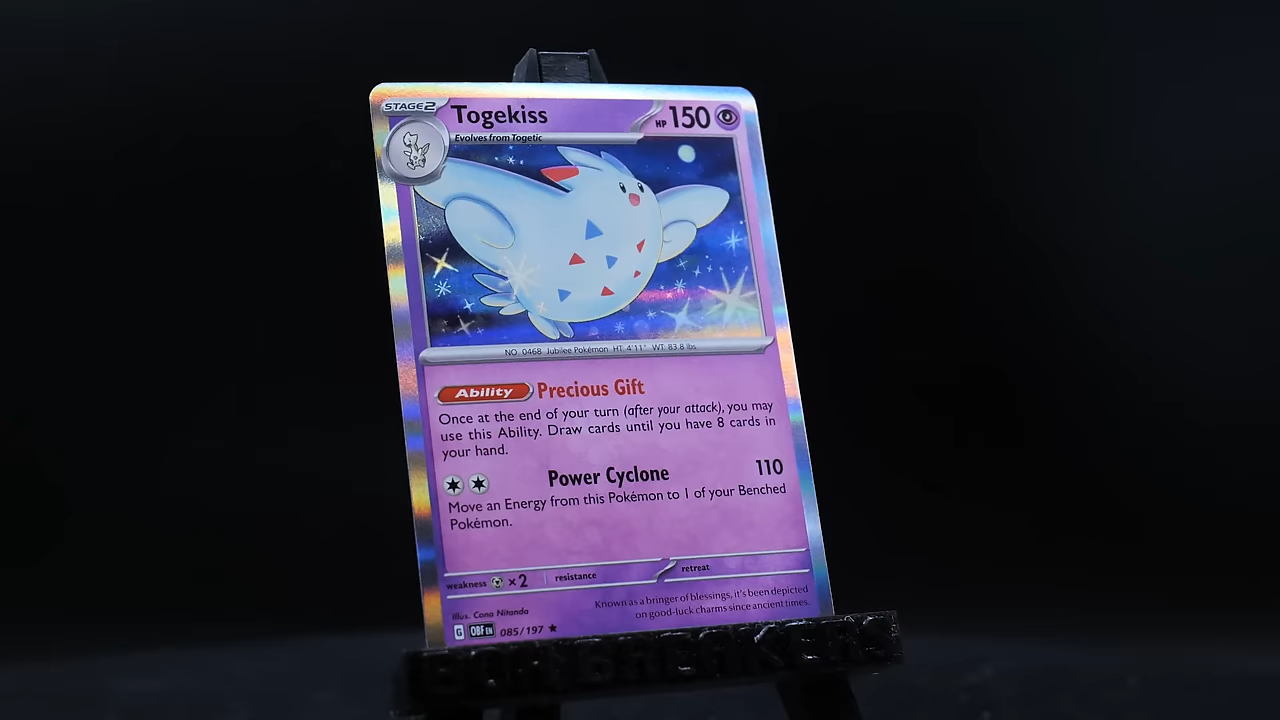 STAGE2
Togekiss
HP 150
Evolves from Togetic
NO. 0468 Jubilee Pokémon HT: 4'11" WT: 83.8 lbs.
Ability Precious Gift
Once at the end of your turn (after your attack), you may
use this Ability. Draw cards until you have 8 cards in
your hand.
Power Cyclone 110
Move an Energy from this Pokémon to 1 of your Benched
Pokémon.
weakness ×2 resistance retreat
Known as a bringer of blessings, it's been depicted
on good-luck charms since ancient times.
Illus. Cona Nitanda
G OBF EN 085/197 ★